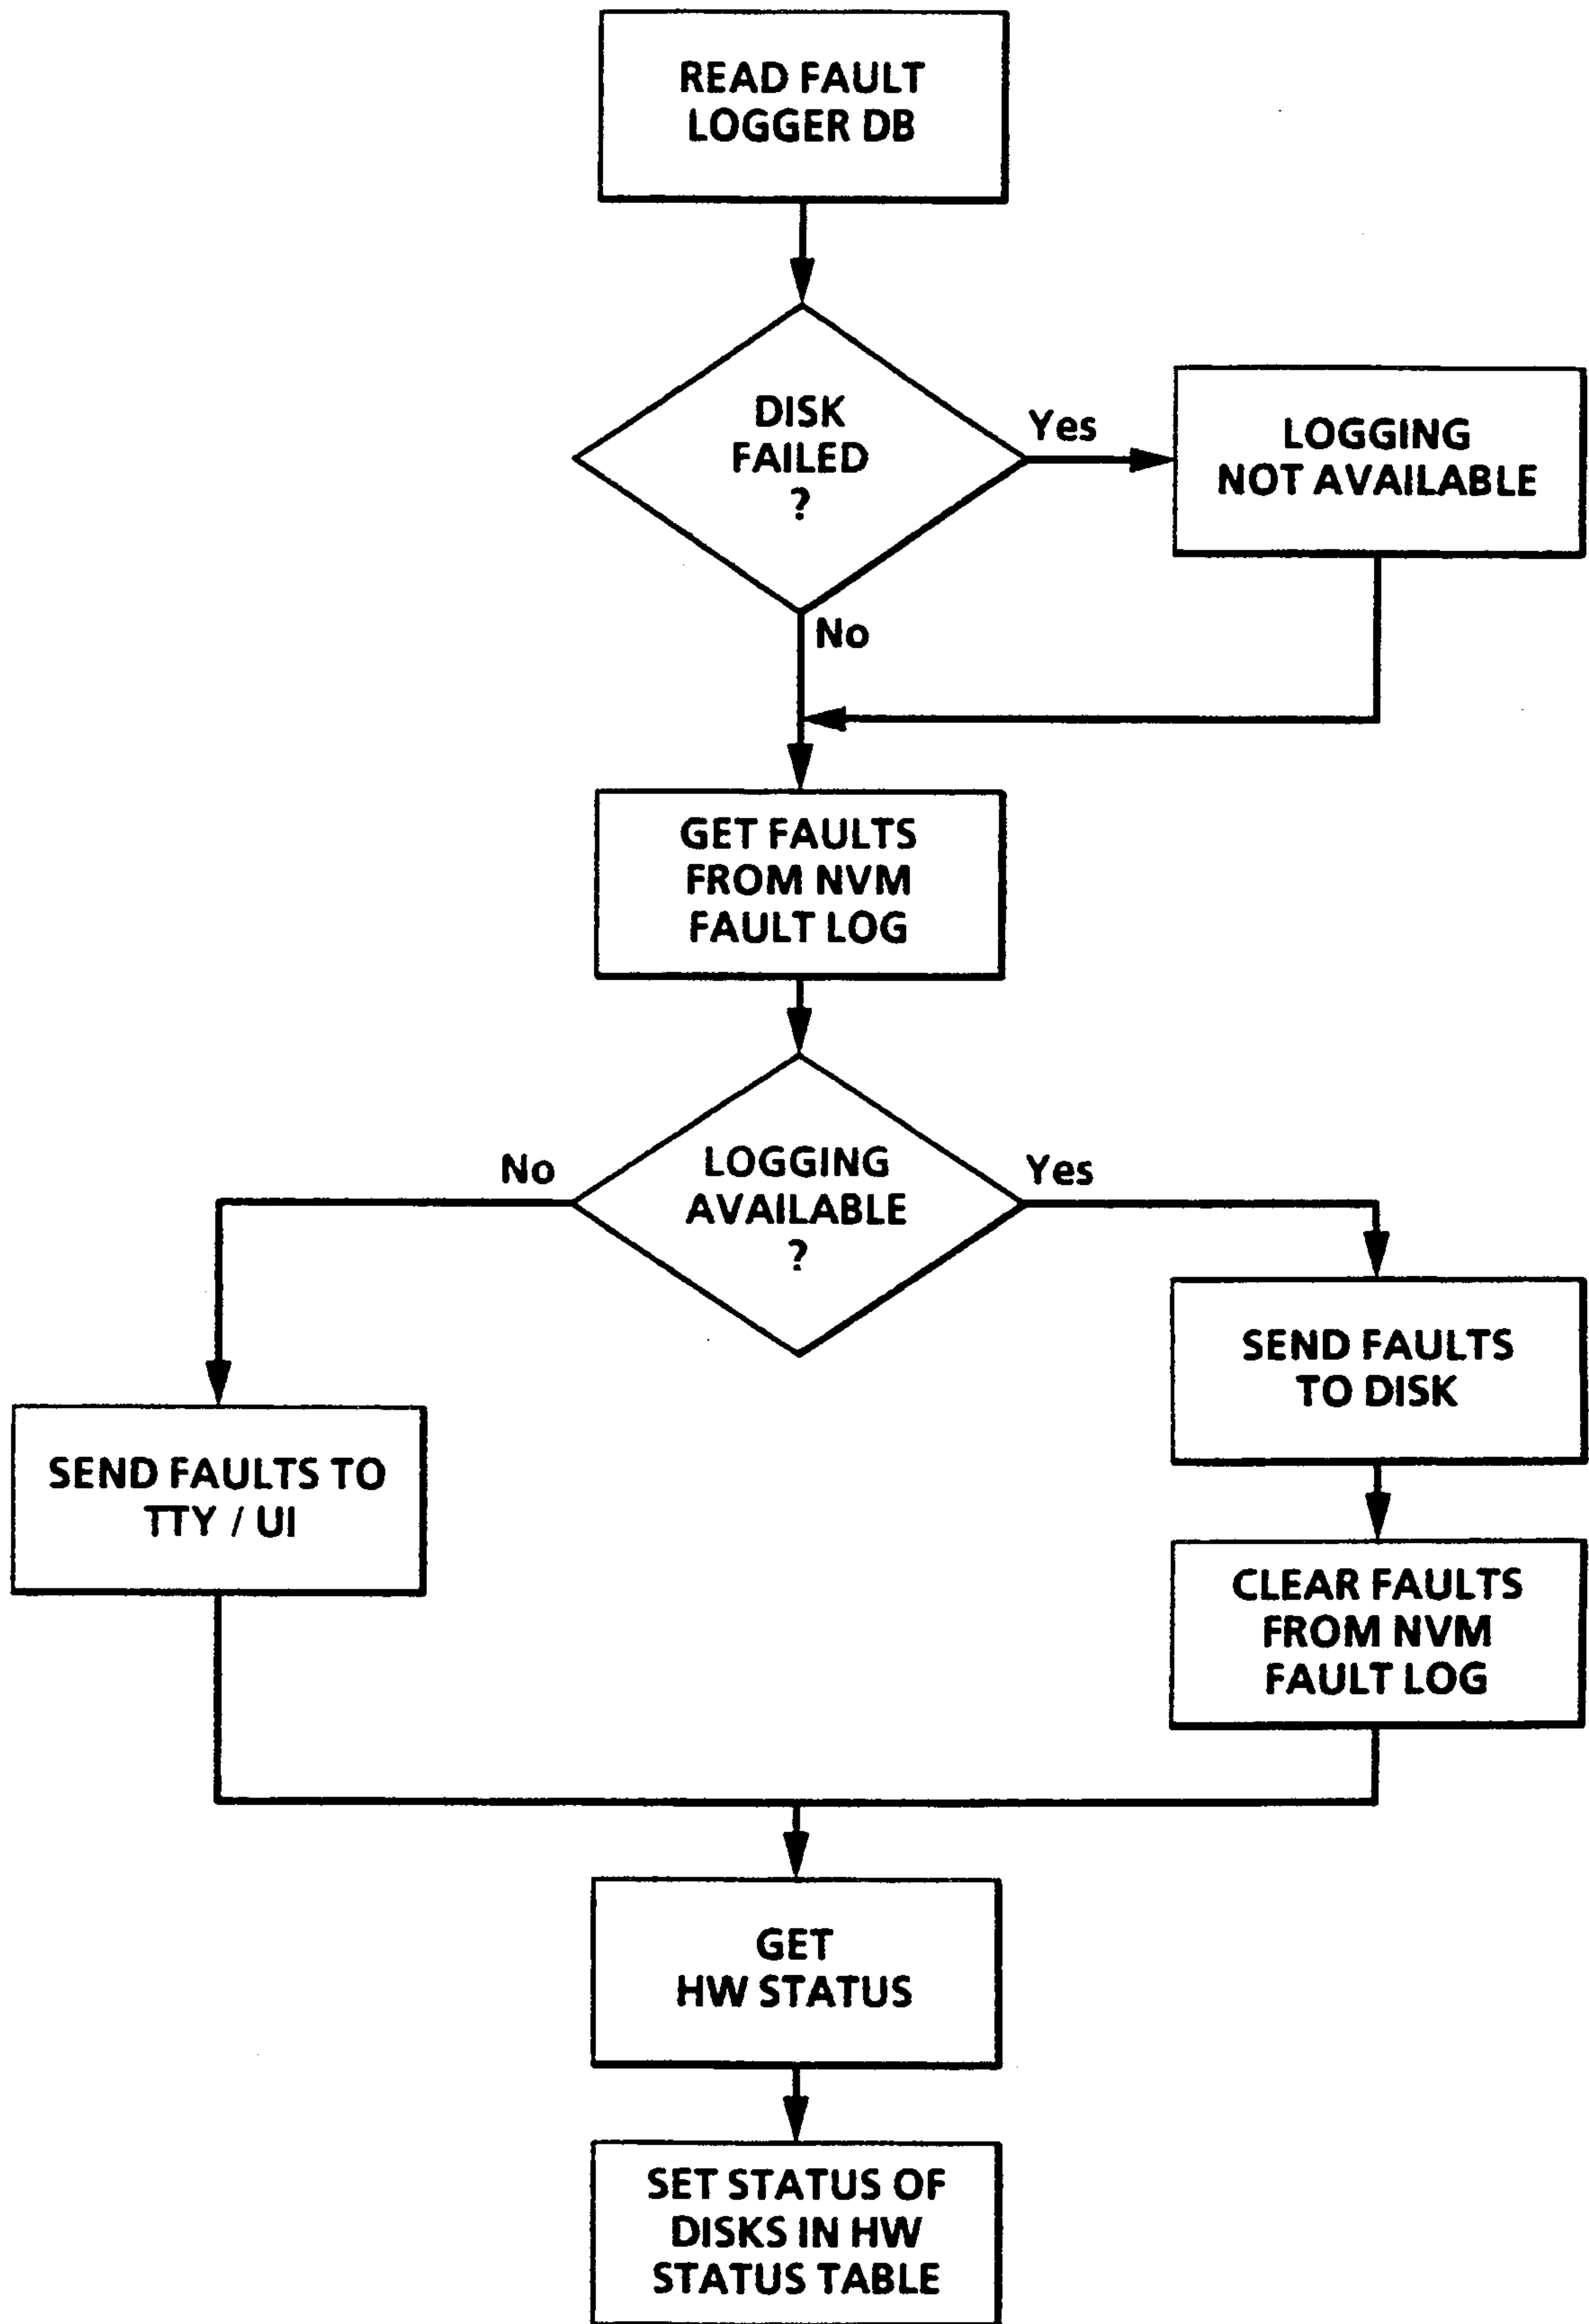 READ FAULT
LOGGER DB
DISK
FAILED
?
Yes
LOGGING
NOT AVAILABLE
No
GET FAULTS
FROM NVM
FAULT LOG
No
LOGGING
AVAILABLE
?
Yes
SEND FAULTS
TO DISK
SEND FAULTS TO
TTY / UI
CLEAR FAULTS
FROM NVM
FAULT LOG
GET
HW STATUS
SET STATUS OF
DISKS IN HW
STATUS TABLE